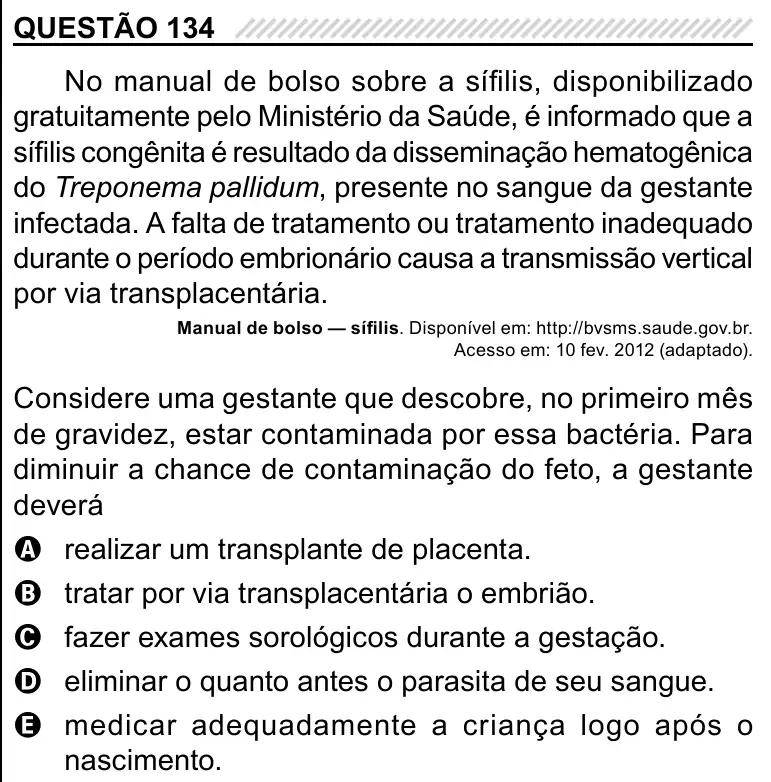 QUESTÃO 134
No manual de bolso sobre a sífilis, disponibilizado
gratuitamente pelo Ministério da Saúde, é informado que a
sífilis congênita é resultado da disseminação hematogênica
do Treponema pallidum, presente no sangue da gestante
infectada. A falta de tratamento ou tratamento inadequado
durante o período embrionário causa a transmissão vertical
por via transplacentária.
Manual de bolso — sífilis. Disponível em: http://bvsms.saude.gov.br.
Acesso em: 10 fev. 2012 (adaptado).
Considere uma gestante que descobre, no primeiro mês
de gravidez, estar contaminada por essa bactéria. Para
diminuir a chance de contaminação do feto, a gestante
deverá
A realizar um transplante de placenta.
B tratar por via transplacentária o embrião.
C fazer exames sorológicos durante a gestação.
D eliminar o quanto antes o parasita de seu sangue.
E medicar adequadamente a criança logo após o
nascimento.